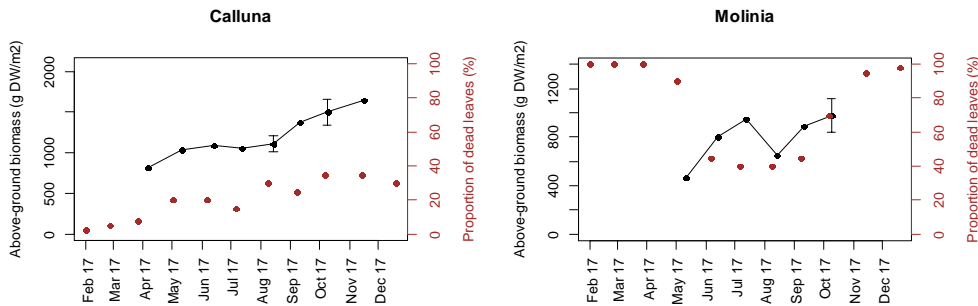 Calluna
Above-ground biomass (g DW/m2)
2000
1000
500
0
Proportion of dead leaves (%)
100
80
60
40
20
0
Feb 17
Mar 17
Apr 17
May 17
Jun 17
Jul 17
Aug 17
Sep 17
Oct 17
Nov 17
Dec 17
Molinia
Above-ground biomass (g DW/m2)
1200
800
400
0
Proportion of dead leaves (%)
100
80
60
40
20
0
Feb 17
Mar 17
Apr 17
May 17
Jun 17
Jul 17
Aug 17
Sep 17
Oct 17
Nov 17
Dec 17